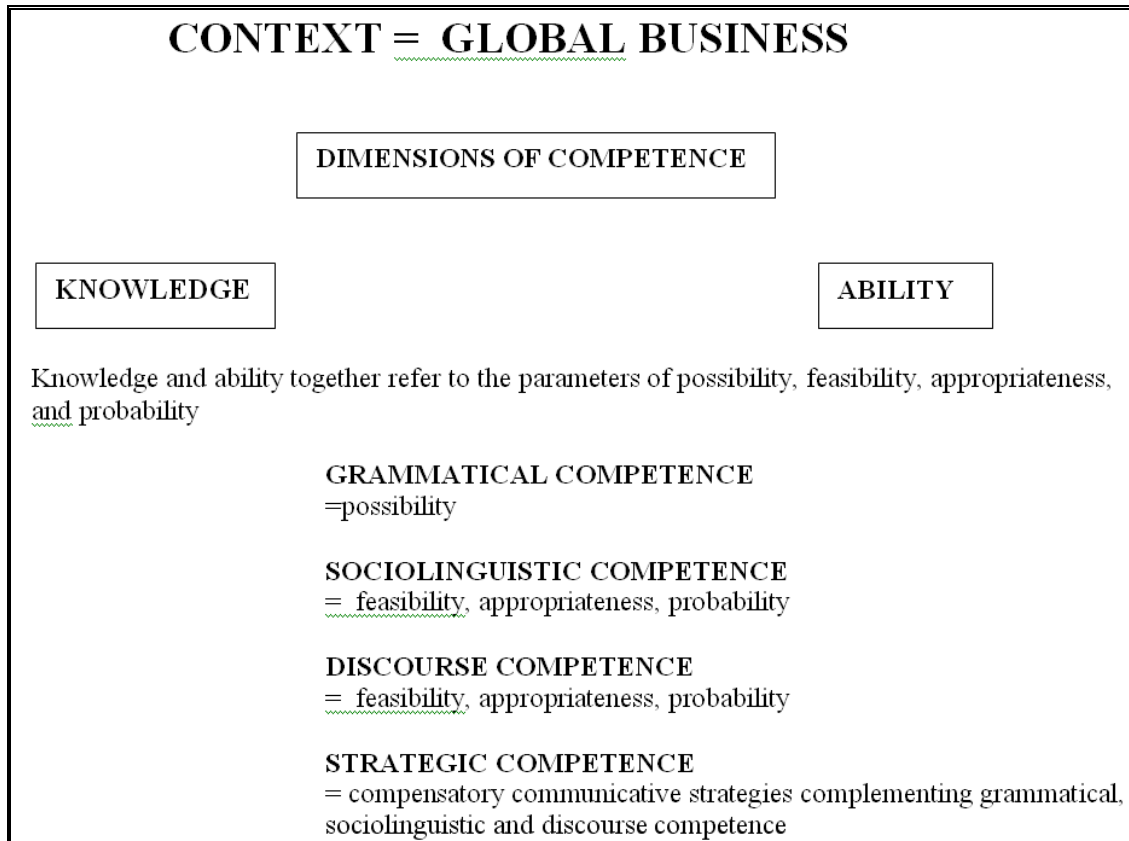 CONTEXT = GLOBAL BUSINESS
DIMENSIONS OF COMPETENCE
KNOWLEDGE
ABILITY
Knowledge and ability together refer to the parameters of possibility, feasibility, appropriateness,
and probability
GRAMMATICAL COMPETENCE
=possibility
SOCIOLINGUISTIC COMPETENCE
= feasibility, appropriateness, probability
DISCOURSE COMPETENCE
= feasibility, appropriateness, probability
STRATEGIC COMPETENCE
= compensatory communicative strategies complementing grammatical,
sociolinguistic and discourse competence